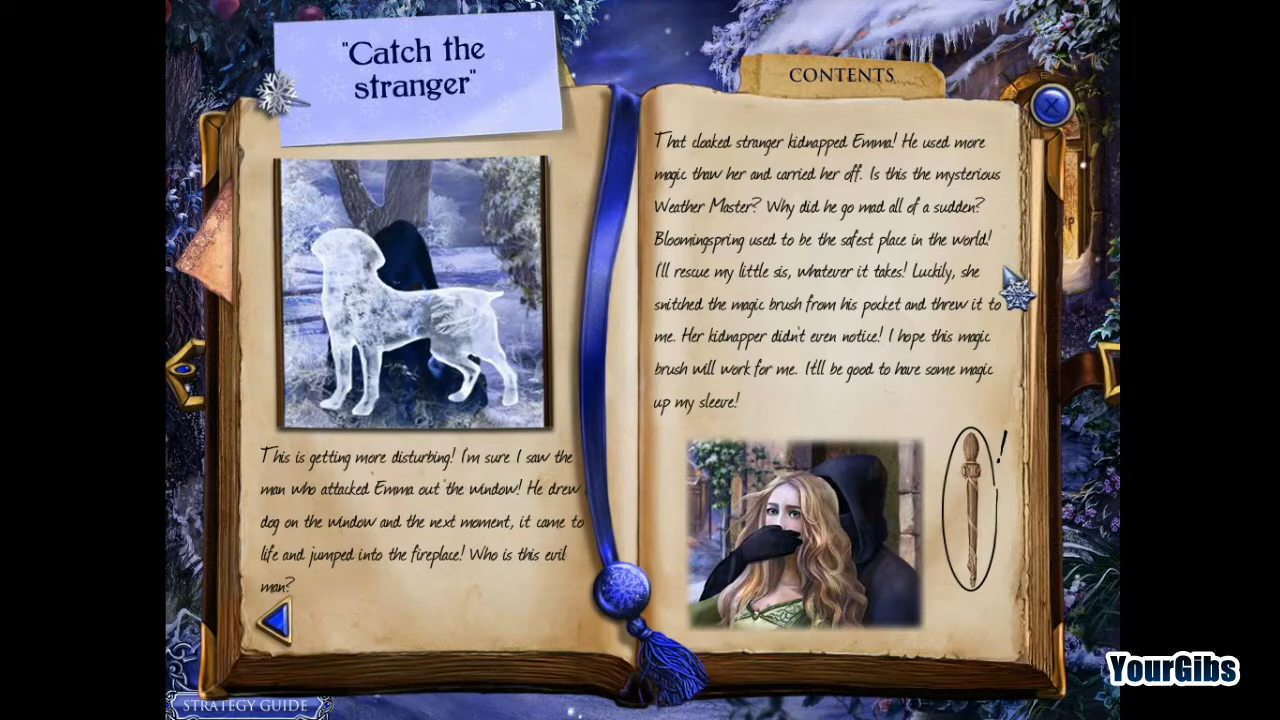 "Catch the
stranger"
This is getting more disturbing! I'm sure I saw the
man who attacked Emma out the window! He drew
dog on the window and the next moment, it came to
life and jumped into the fireplace! Who is this evil
man?
CONTENTS
That cloaked stranger kidnapped Emma! He used more
magic thaw her and carried her off. Is this the mysterious
Weather Master? Why did he go mad all of a sudden?
Bloomingspring used to be the safest place in the world!
I'll rescue my little sis, whatever it takes! Luckily, she
snitched the magic brush from his pocket and threw it to
me. Her kidnapper didn't even notice! I hope this magic
brush will work for me. It'll be good to have some magic
up my sleeve!
!
STRATEGY GUIDE
YourGibs